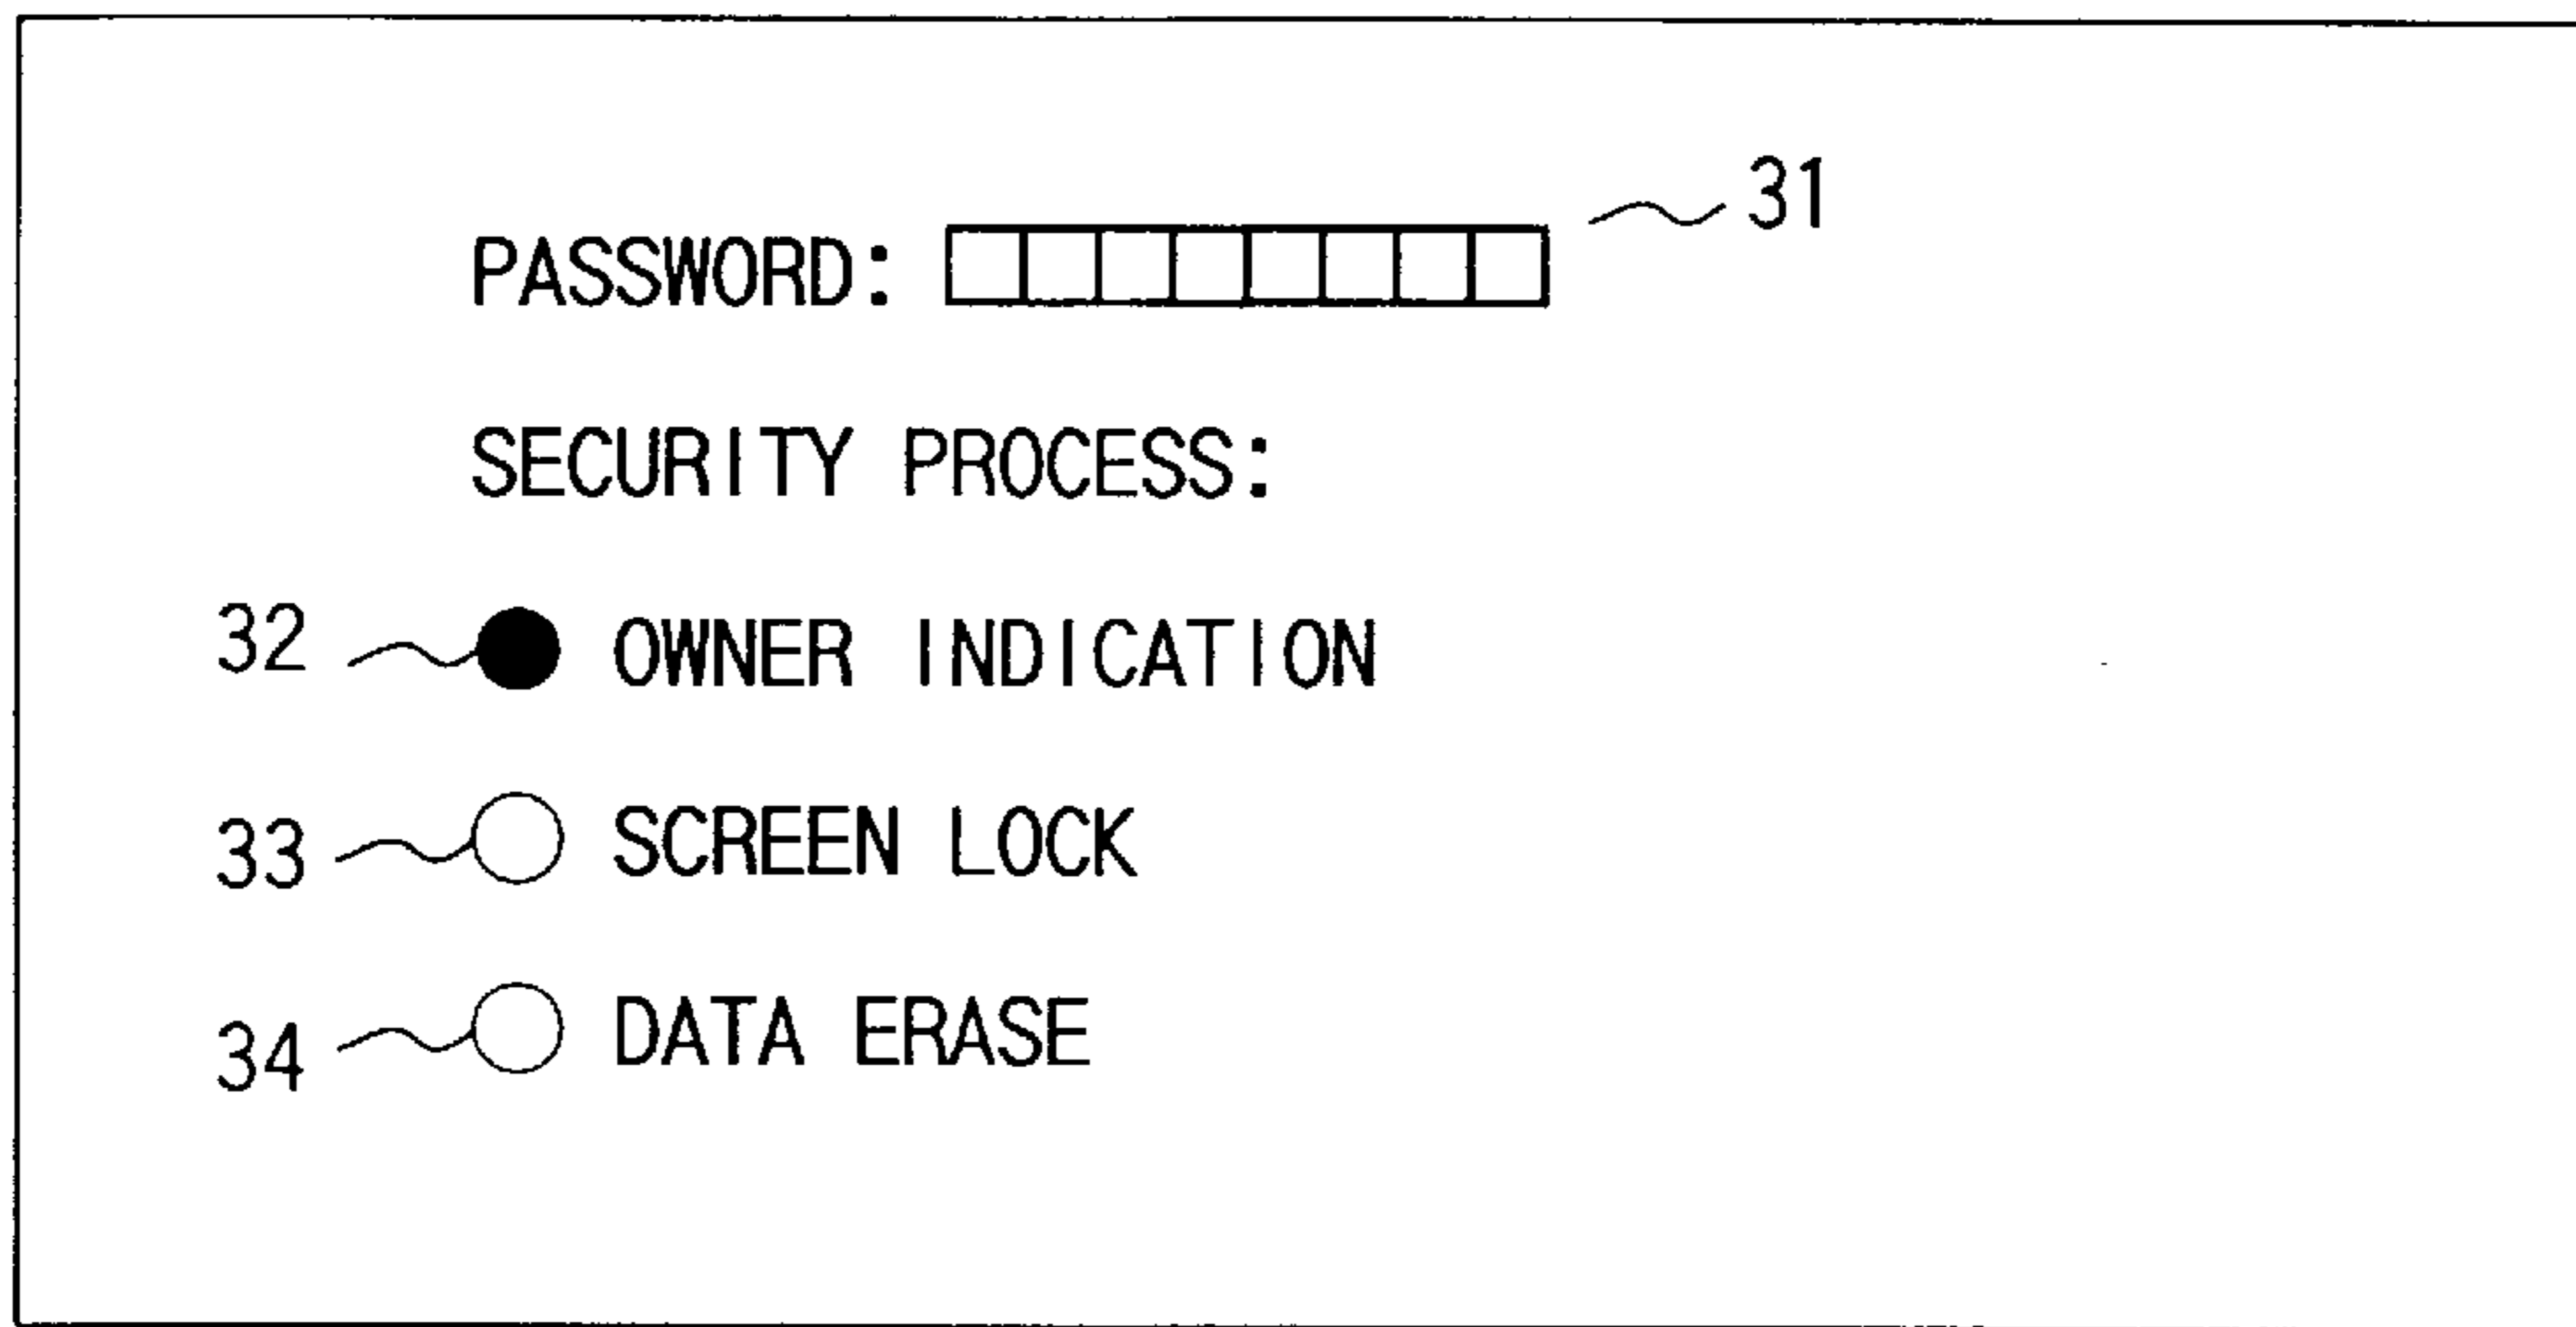 31
PASSWORD:
SECURITY PROCESS:
32 OWNER INDICATION
33 SCREEN LOCK
34 DATA ERASE